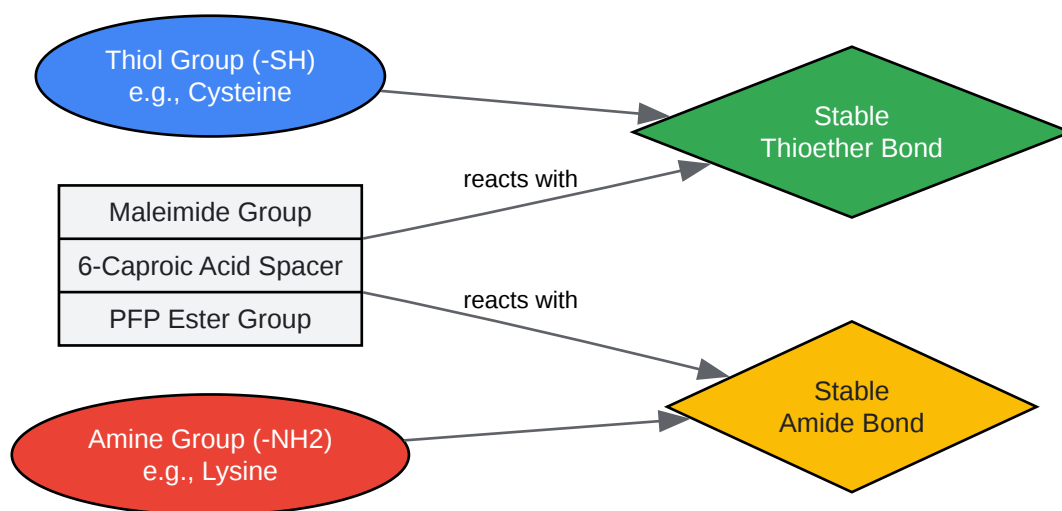 Thiol Group (-SH)
e.g., Cysteine
Stable
Thioether Bond
reacts with
Maleimide Group
6-Caproic Acid Spacer
PFP Ester Group
reacts with
Stable
Amide Bond
Amine Group (-NH2)
e.g., Lysine